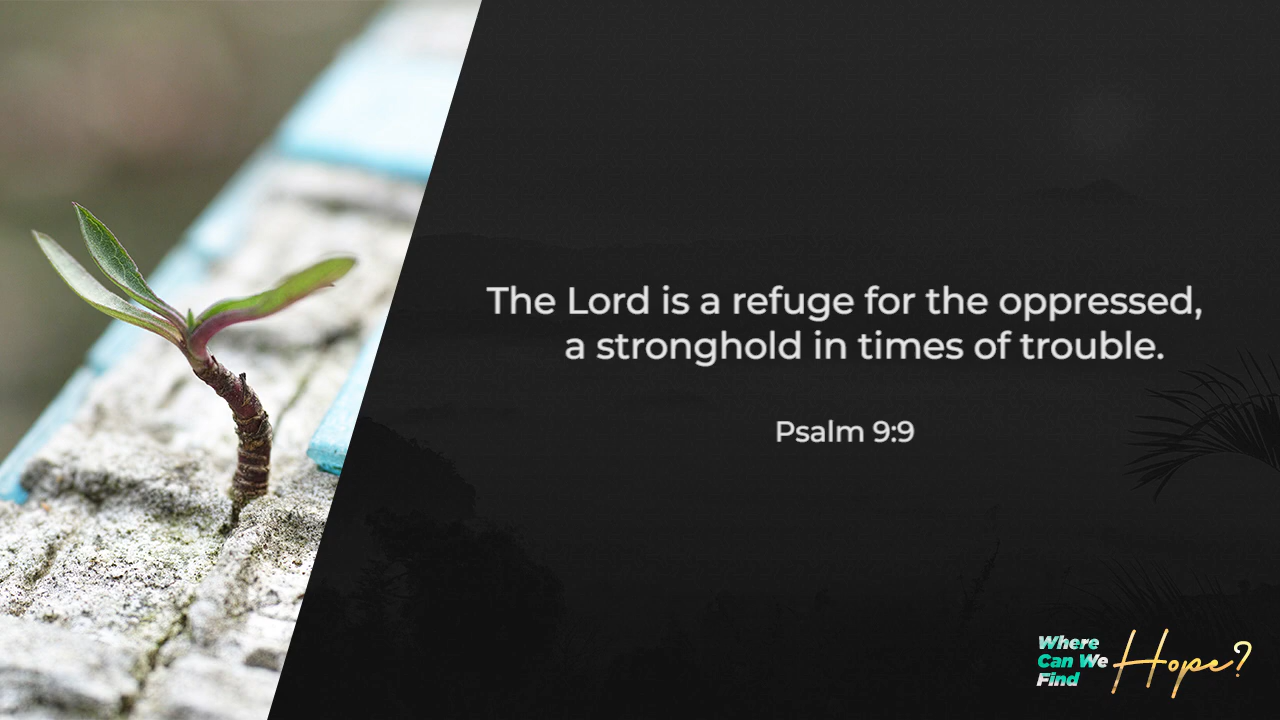 The Lord is a refuge for the oppressed,
a stronghold in times of trouble.
Psalm 9:9
Where
Can We
Find
Hope?